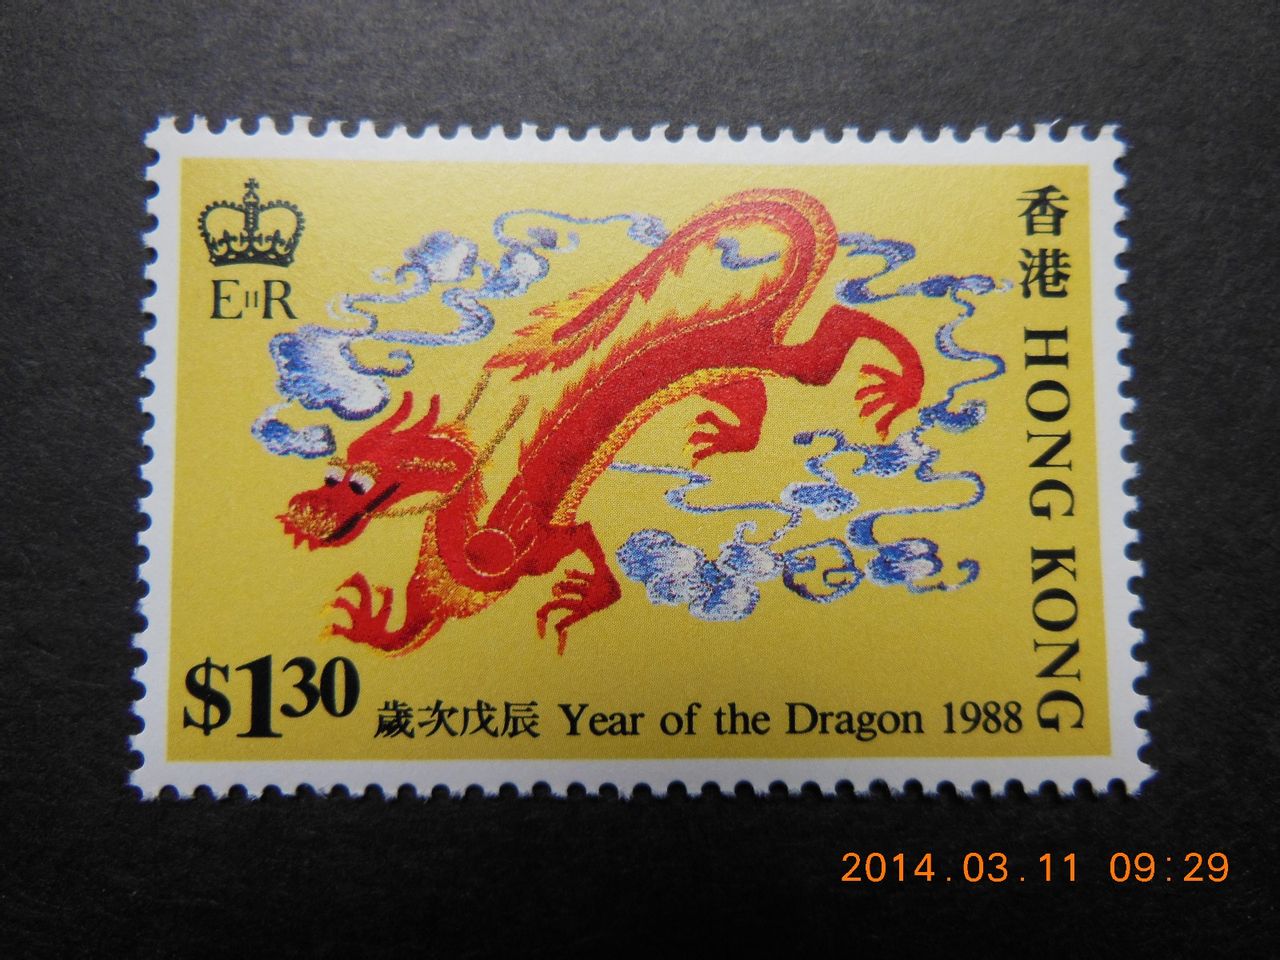 EIIR
香港 HONG KONG
$1.30
歲次戊辰 Year of the Dragon 1988
2014.03.11 09:29